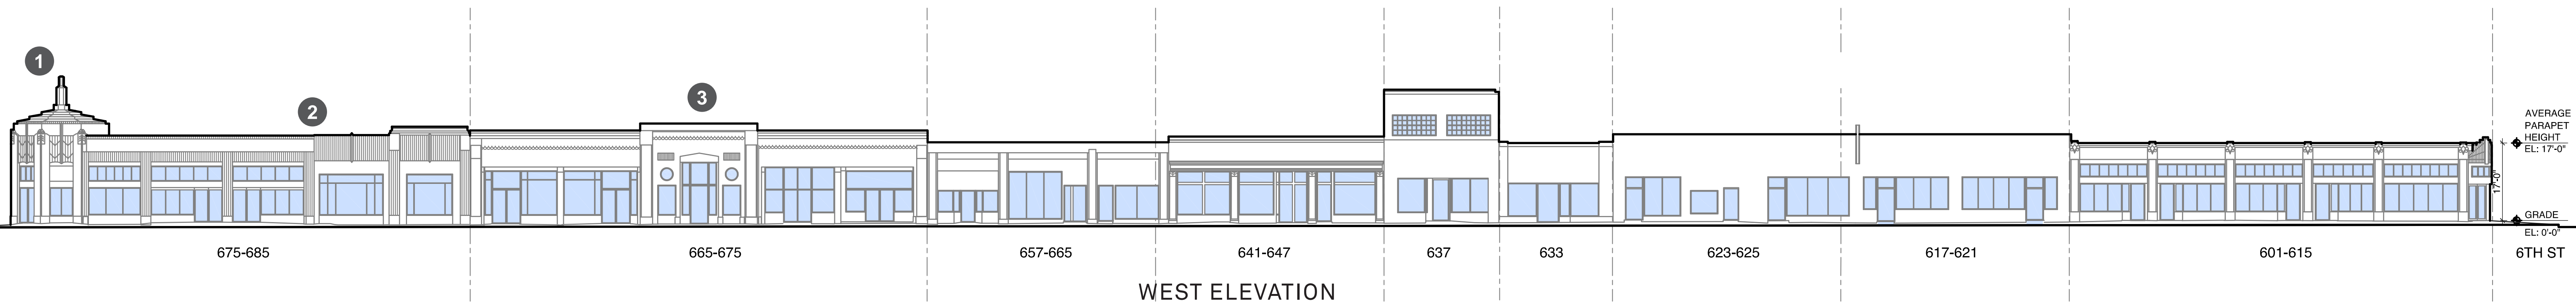 1
2
3
AVERAGE
PARAPET
HEIGHT
EL: 17'-0"
17'-0"
GRADE
EL: 0'-0"
675-685
665-675
657-665
641-647
637
633
623-625
617-621
601-615
6TH ST
WEST ELEVATION